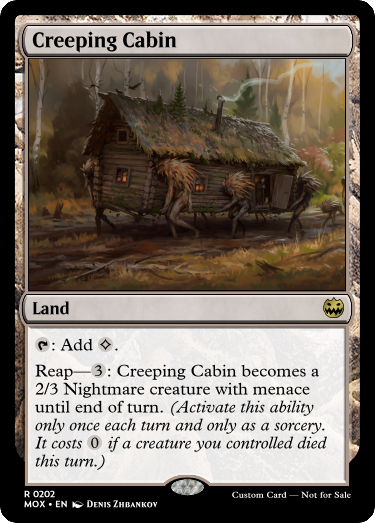 Creeping Cabin
Land
: Add .
Reap—3: Creeping Cabin becomes a
2/3 Nightmare creature with menace
until end of turn. (Activate this ability
only once each turn and only as a sorcery.
It costs 0 if a creature you controlled died
this turn.)
R 0202
MOX • EN Denis Zhbankov
Custom Card — Not for Sale